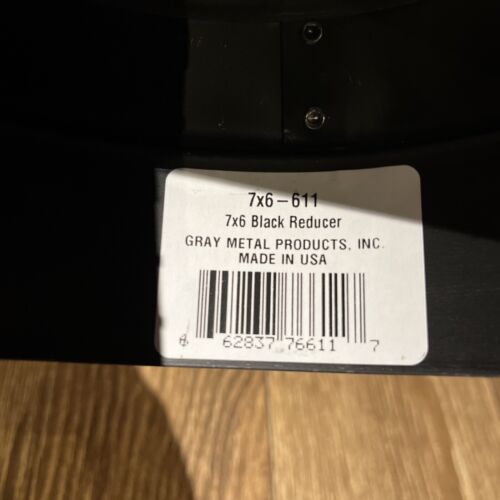 7x6–611
7x6 Black Reducer
GRAY METAL PRODUCTS, INC.
MADE IN USA
6 62837 76611 7